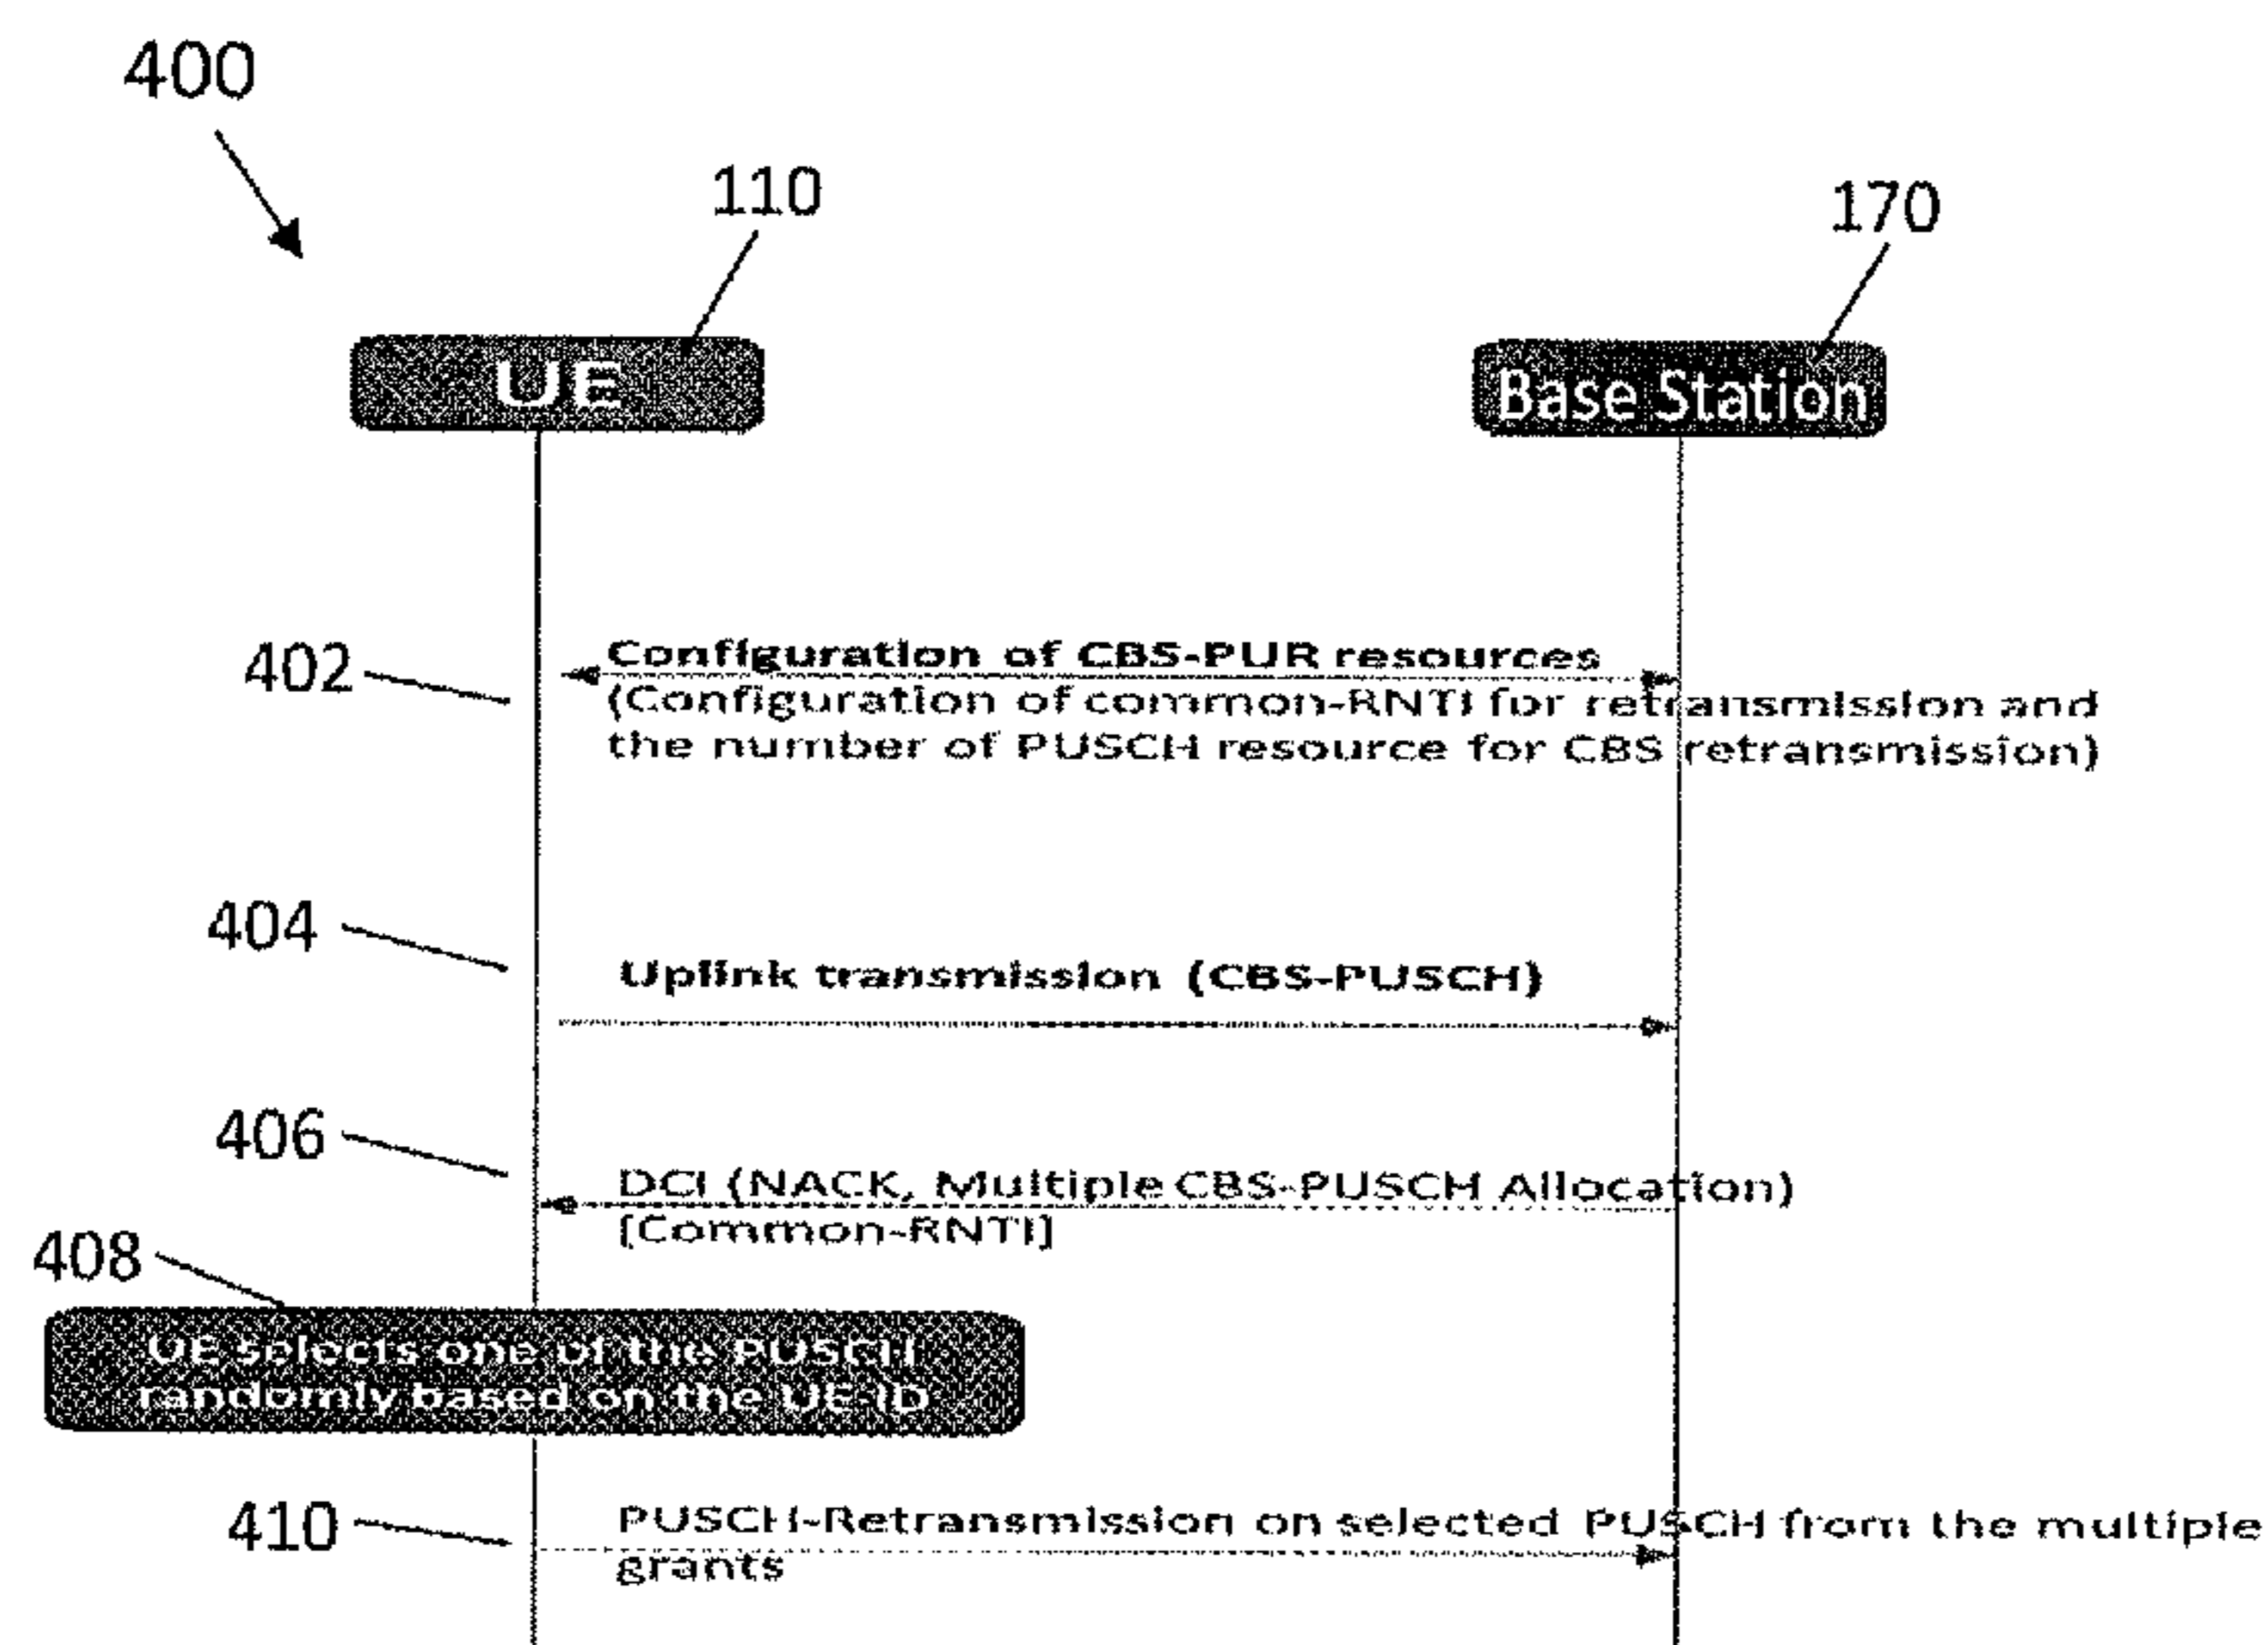 400
110
170
UE
Base Station
402
Configuration of CBS-PUR resources
(Configuration of common-RNTI for retransmission and
the number of PUSCH resource for CBS retransmission)
404
Uplink transmission (CBS-PUSCH)
406
DCI (NACK, Multiple CBS-PUSCH Allocation)
[Common-RNTI]
408
UE selects one of the PUSCH
randomly based on the UE-ID
410
PUSCH-Retransmission on selected PUSCH from the multiple
grants